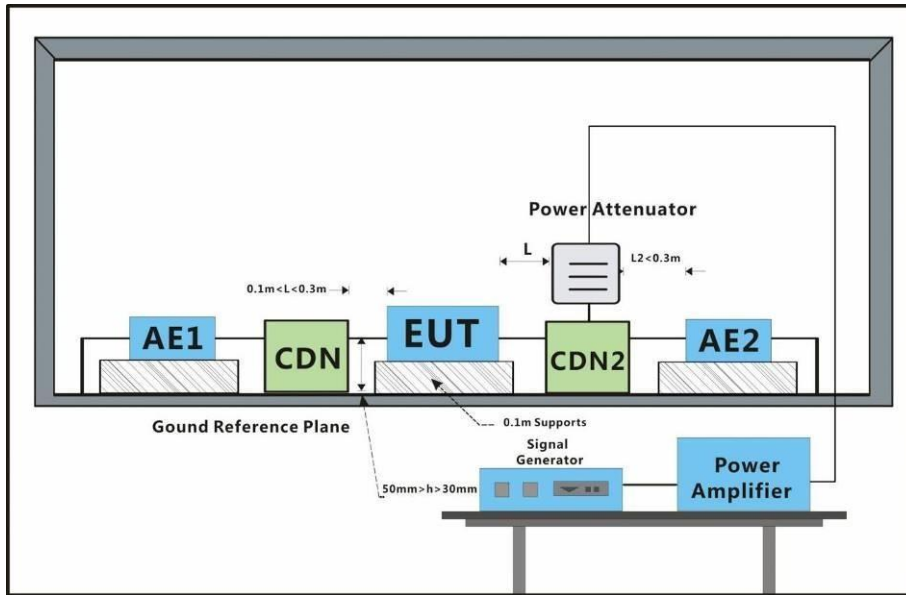 Power Attenuator
L
L2<0.3m
0.1m<L<0.3m
AE1
CDN
EUT
CDN2
AE2
Gound Reference Plane
0.1m Supports
Signal
Generator
50mm>h>30mm
Power
Amplifier